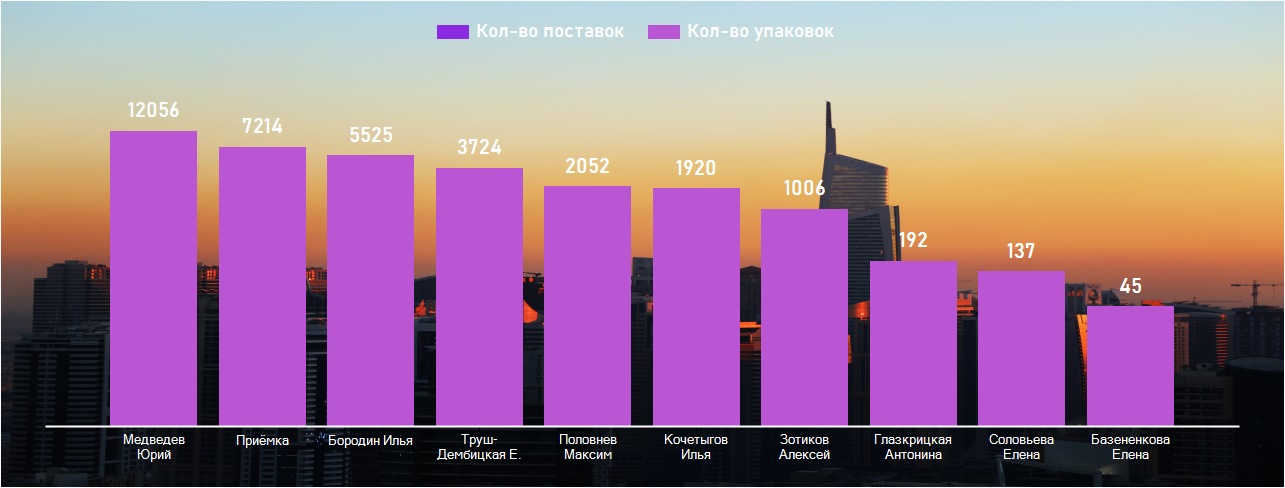 Кол-во поставок Кол-во упаковок
12056
7214
5525
3724
2052
1920
1006
192
137
45
Медведев
Юрий
Приёмка
Бородин Илья
Труш-
Дембицкая Е.
Половнев
Максим
Кочетыгов
Илья
Зотиков
Алексей
Глазкрицкая
Антонина
Соловьева
Елена
Базененкова
Елена